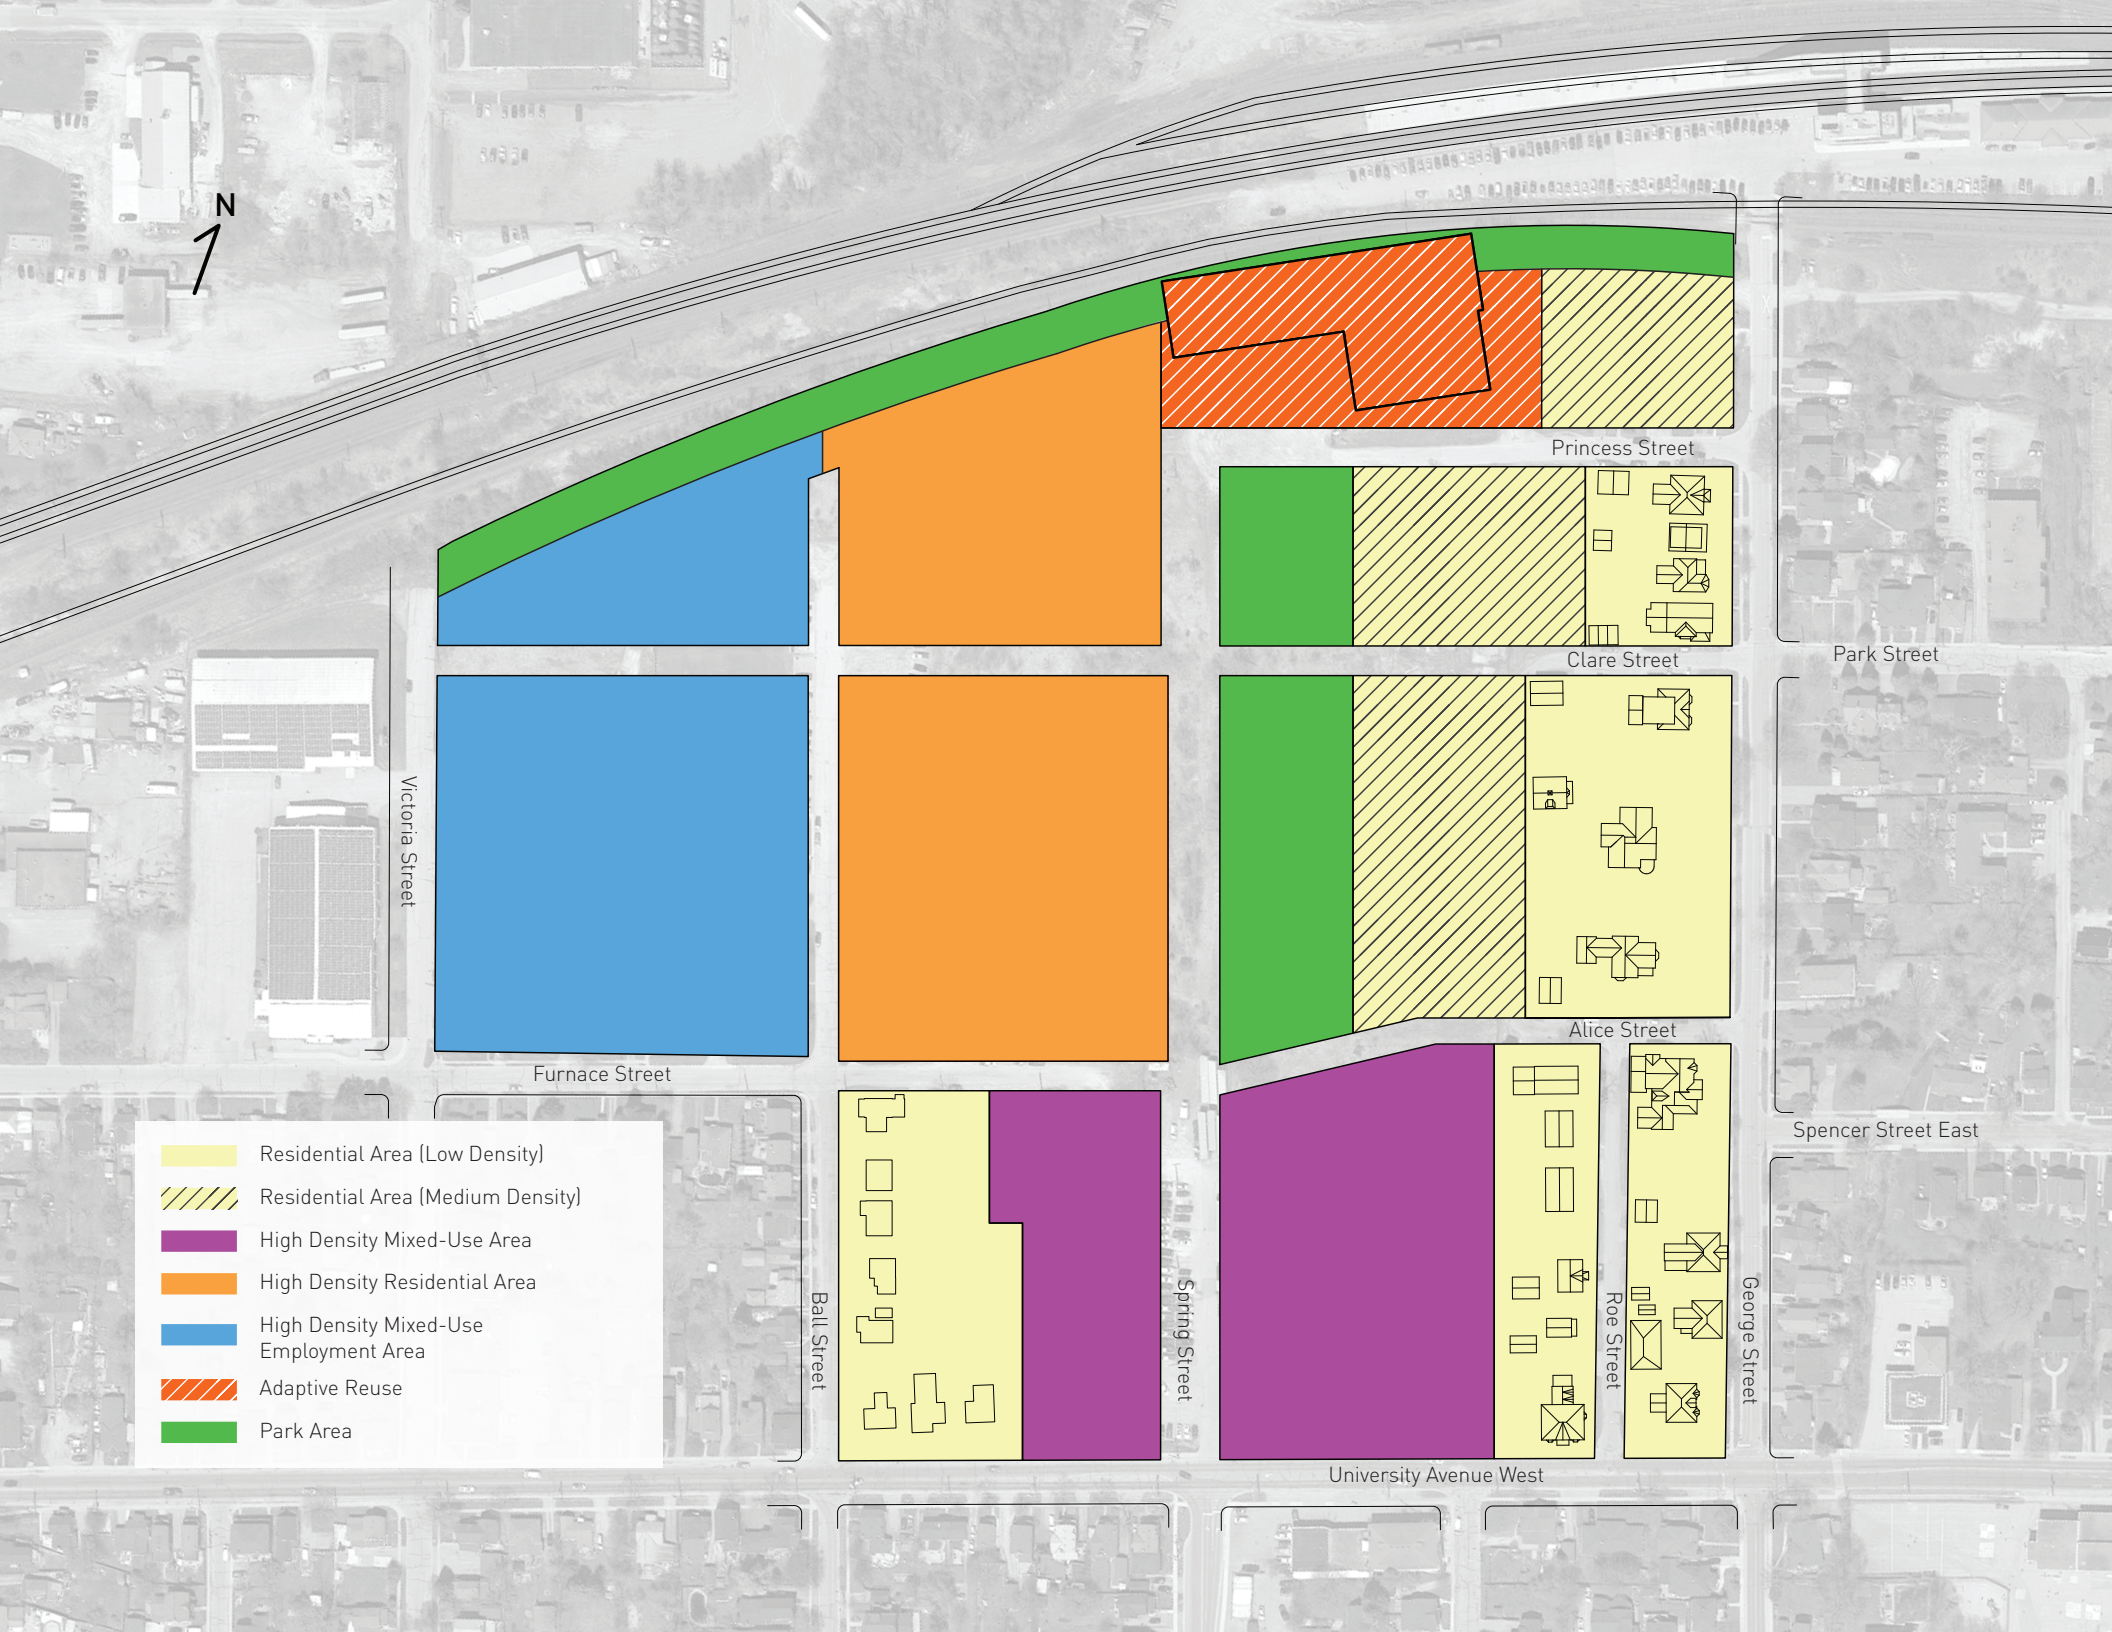 N
Princess Street
Clare Street
Park Street
Victoria Street
Alice Street
Furnace Street
Spencer Street East
Residential Area (Low Density)
Residential Area (Medium Density)
High Density Mixed-Use Area
High Density Residential Area
High Density Mixed-Use
Employment Area
Adaptive Reuse
Park Area
Ball Street
Spring Street
Roe Street
George Street
University Avenue West